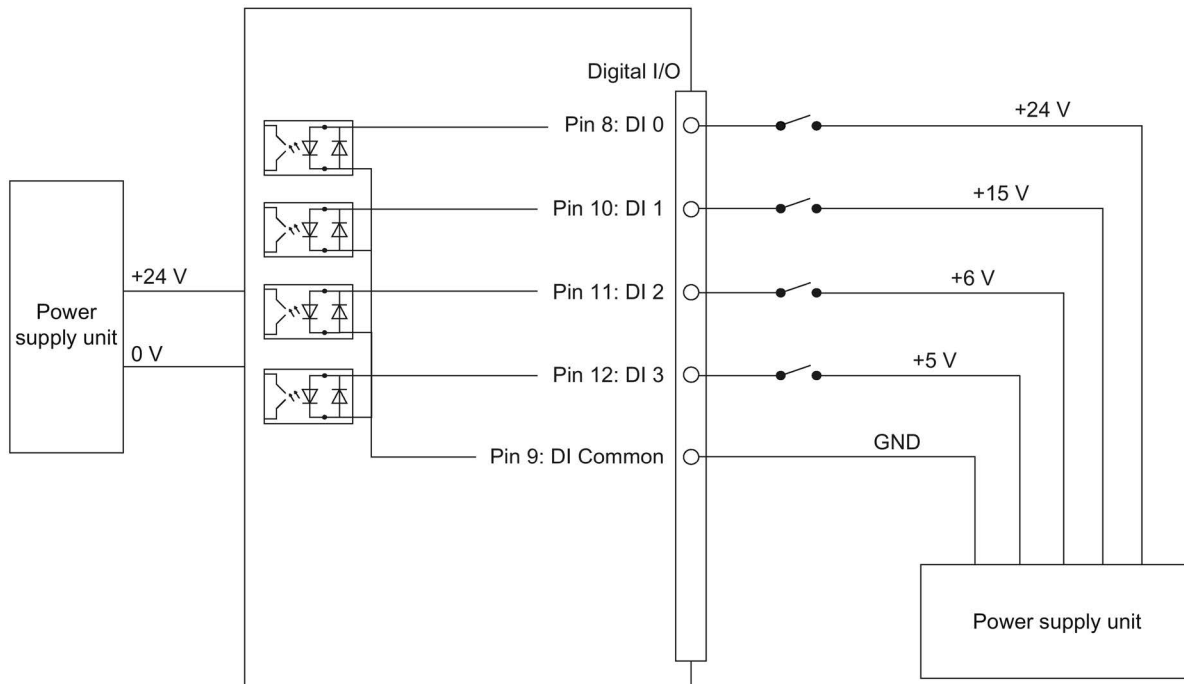 Digital I/O
Pin 8: DI 0
+24 V
Pin 10: DI 1
+15 V
+24 V
Pin 11: DI 2
+6 V
Power
supply unit
0 V
Pin 12: DI 3
+5 V
Pin 9: DI Common
GND
Power supply unit